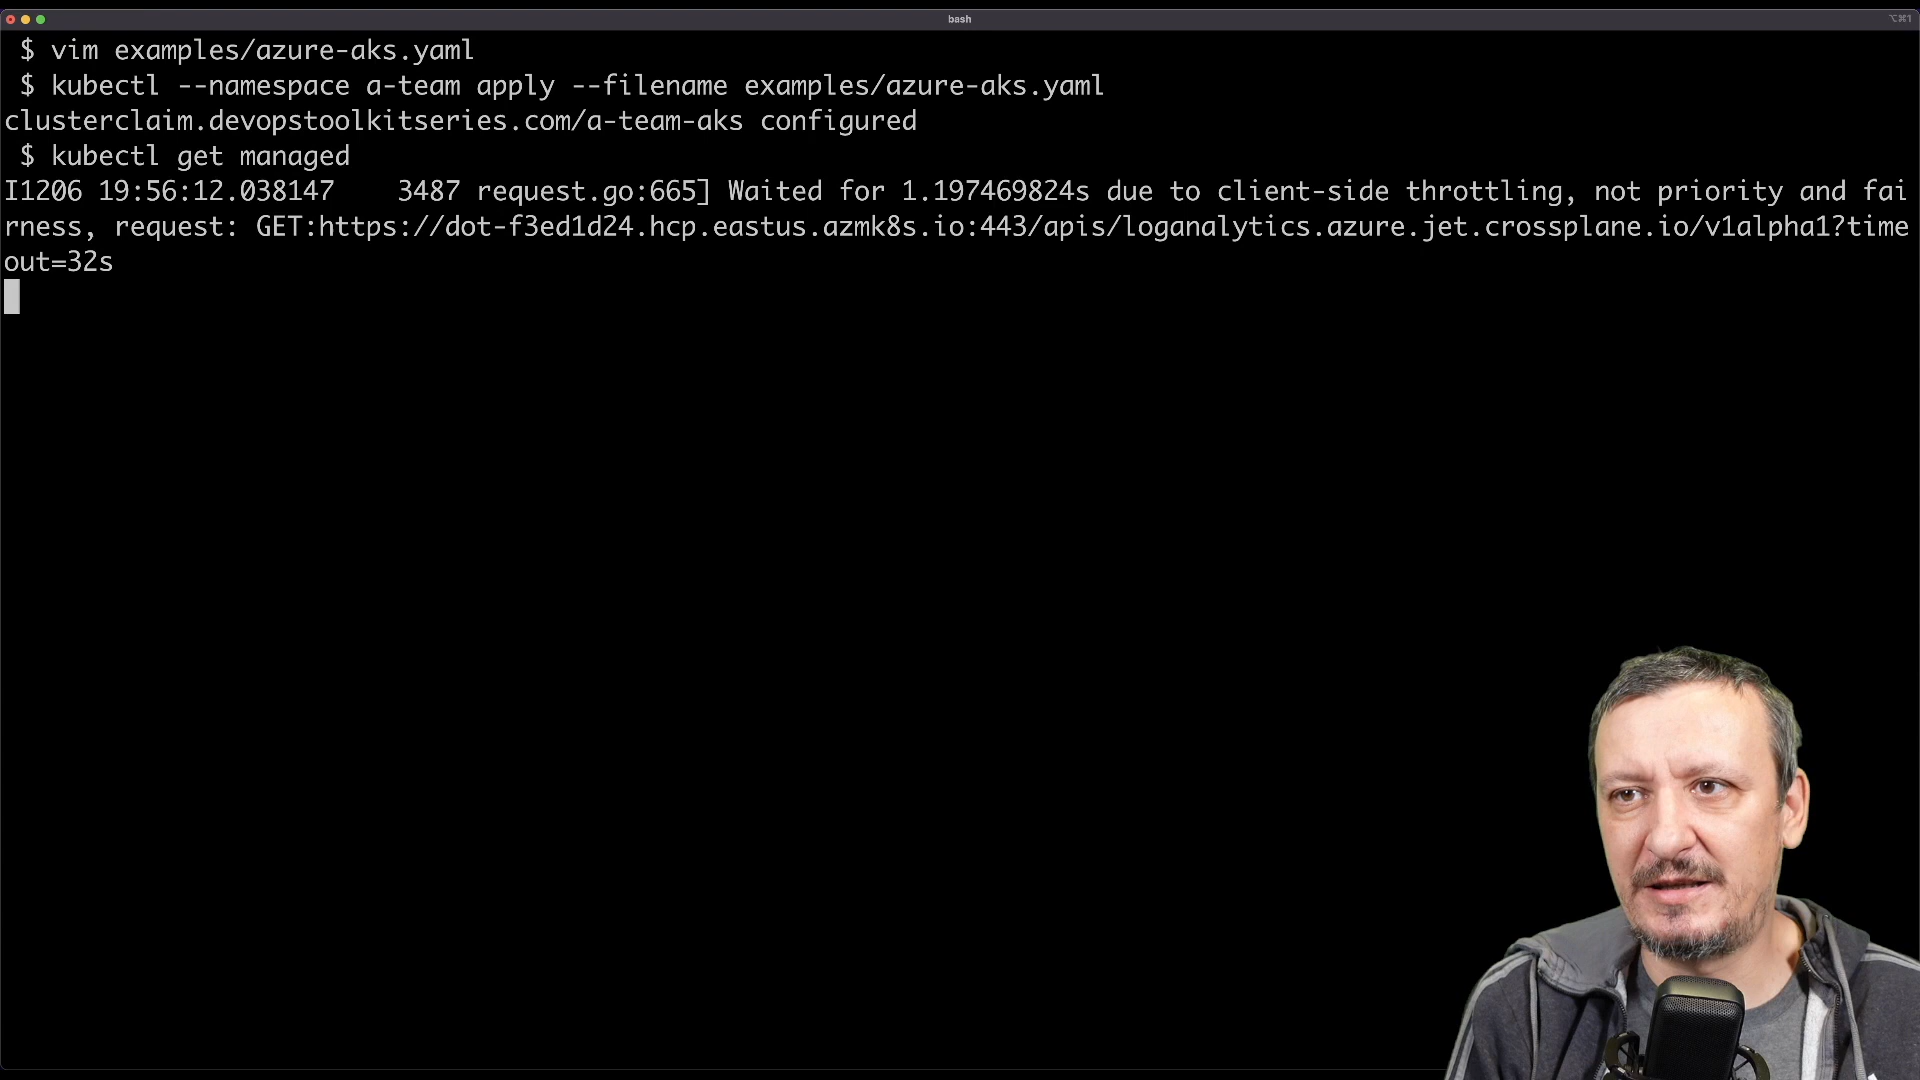 bash
⌥⌘1
$ vim examples/azure-aks.yaml
$ kubectl --namespace a-team apply --filename examples/azure-aks.yaml
clusterclaim.devopstoolkitseries.com/a-team-aks configured
$ kubectl get managed
I1206 19:56:12.038147    3487 request.go:665] Waited for 1.197469824s due to client-side throttling, not priority and fai
rness, request: GET:https://dot-f3ed1d24.hcp.eastus.azmk8s.io:443/apis/loganalytics.azure.jet.crossplane.io/v1alpha1?time
out=32s